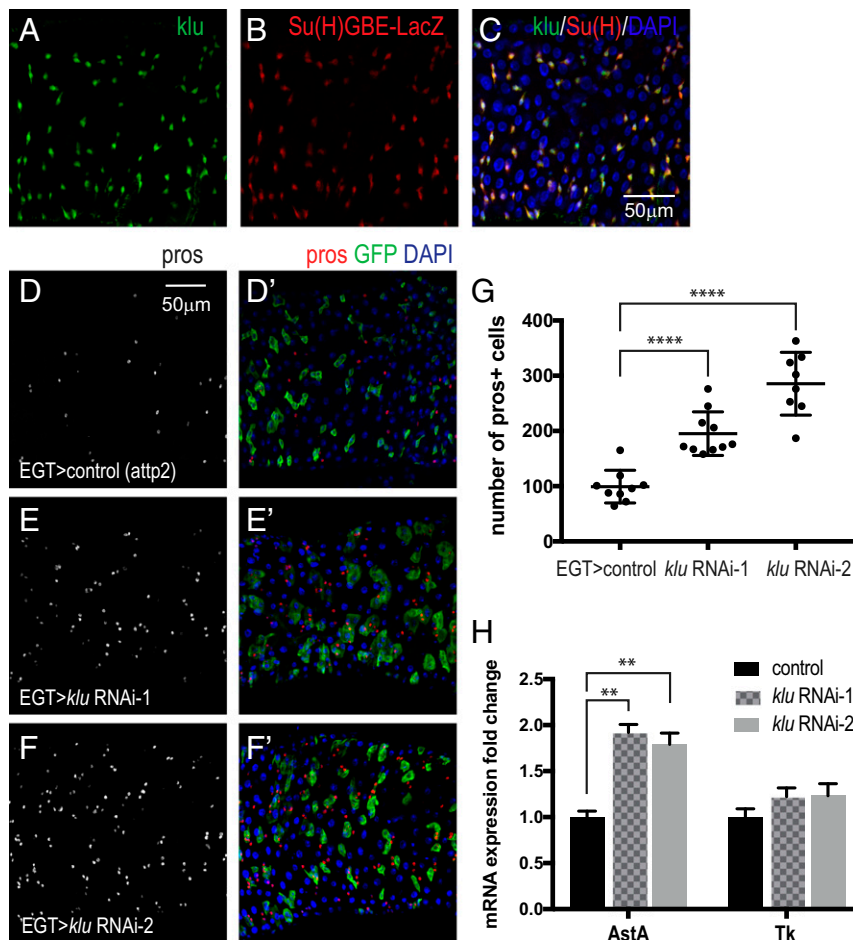 A
klu
B
Su(H)GBE-LacZ
C
klu/Su(H)/DAPI
50μm
pros
pros GFP DAPI
D
50μm
EGT>control (attp2)
D'
E
EGT>klu RNAi-1
E'
F
EGT>klu RNAi-2
F'
G
number of pros+ cells
400
300
200
100
0
****
****
EGT>control
klu RNAi-1
klu RNAi-2
H
mRNA expression fold change
2.5
2.0
1.5
1.0
0.5
0.0
**
**
control
klu RNAi-1
klu RNAi-2
AstA
Tk